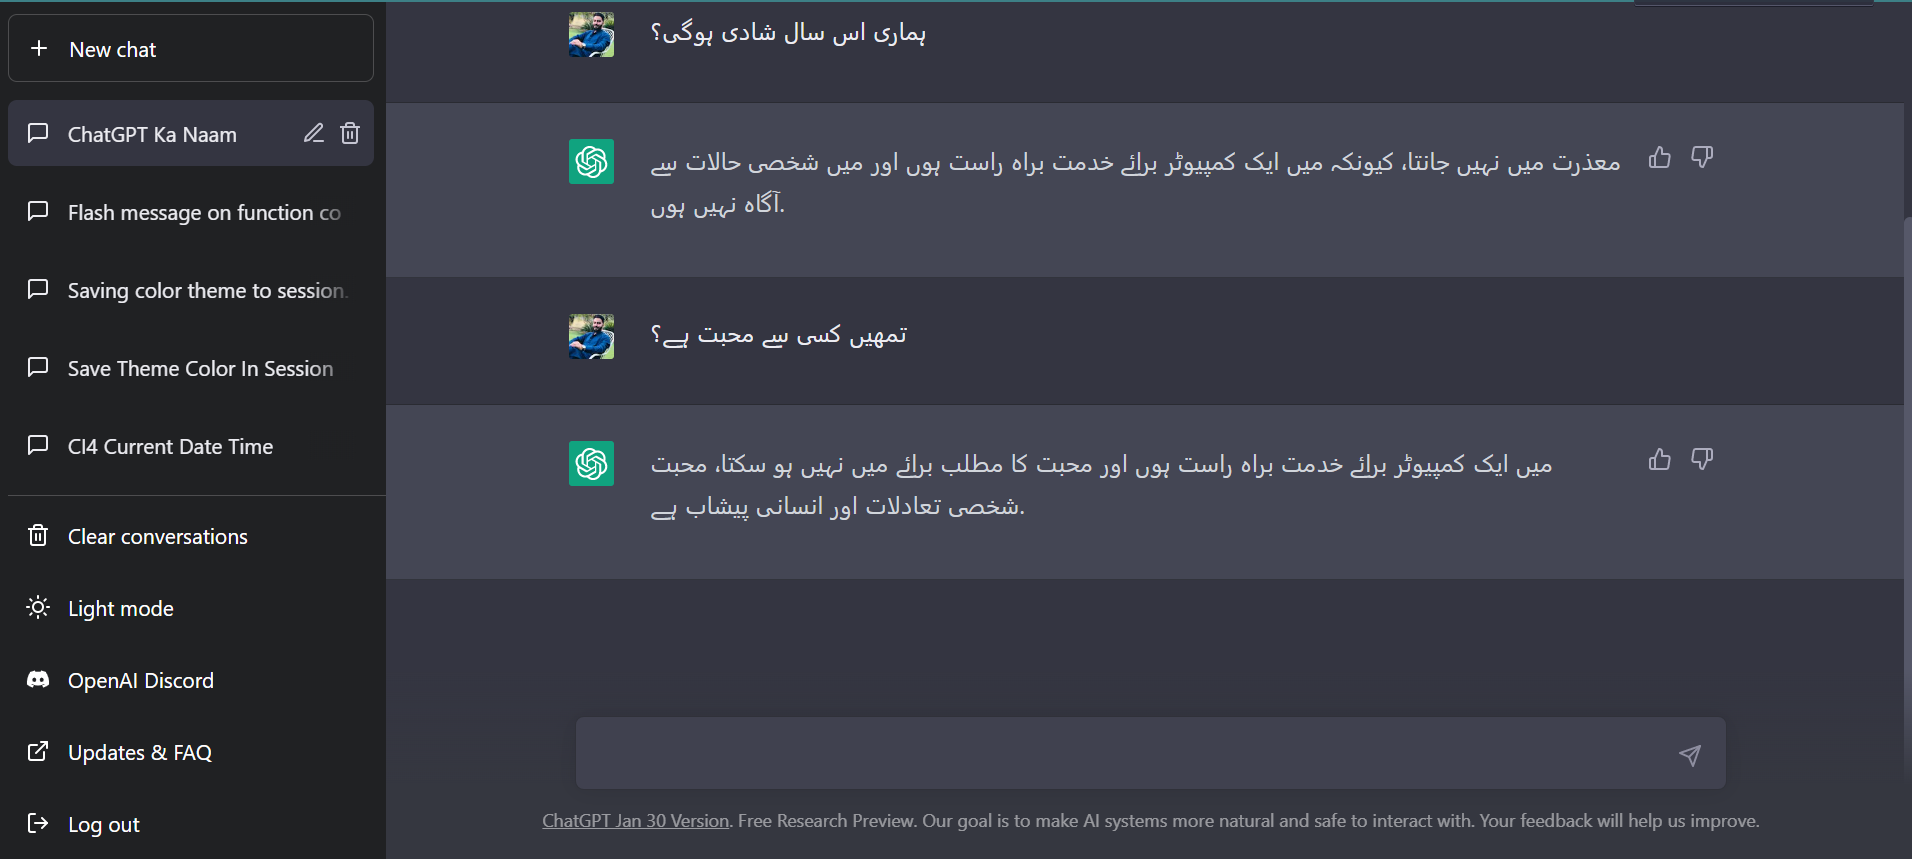 New chat
ChatGPT Ka Naam
Flash message on function co
Saving color theme to session.
Save Theme Color In Session
CI4 Current Date Time
Clear conversations
Light mode
OpenAI Discord
Updates & FAQ
Log out
ہماری اس سال شادی ہوگی؟
معذرت میں نہیں جانتا، کیونکہ میں ایک کمپیوٹر برائے خدمت براہ راست ہوں اور میں شخصی حالات سے
آگاہ نہیں ہوں.
تمھیں کسی سے محبت ہے؟
میں ایک کمپیوٹر برائے خدمت براہ راست ہوں اور محبت کا مطلب برائے میں نہیں ہو سکتا، محبت
شخصی تعادلات اور انسانی پیشاب ہے.
ChatGPT Jan 30 Version. Free Research Preview. Our goal is to make AI systems more natural and safe to interact with. Your feedback will help us improve.